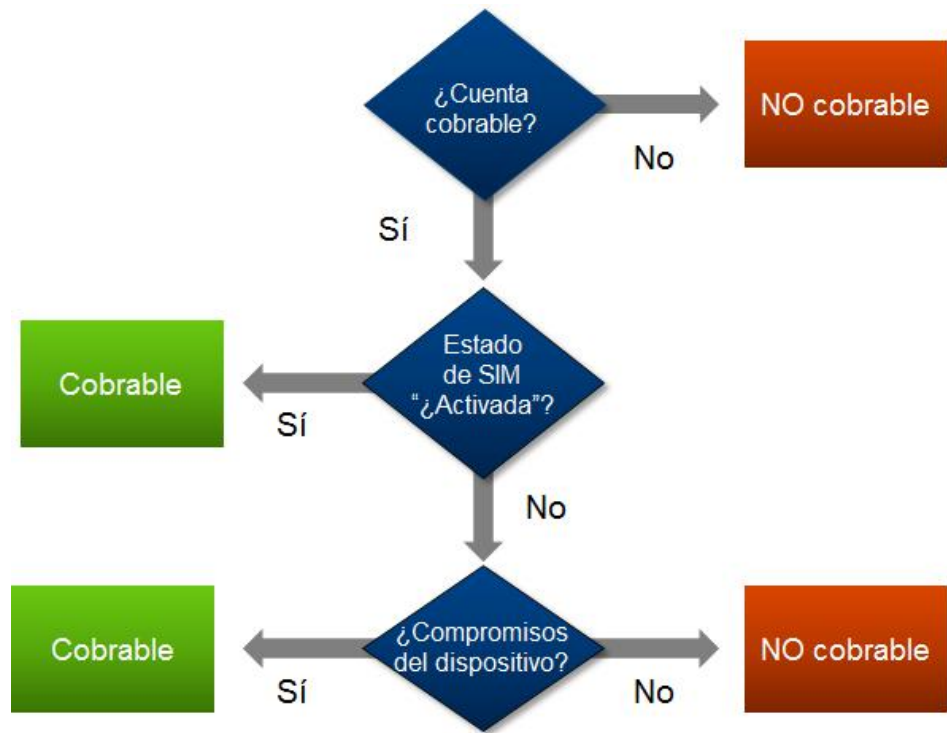 ¿Cuenta
cobrable?
NO cobrable
No
Sí
Estado
de SIM
“¿Activada”?
Cobrable
Sí
No
¿Compromisos
del dispositivo?
Cobrable
Sí
No
NO cobrable